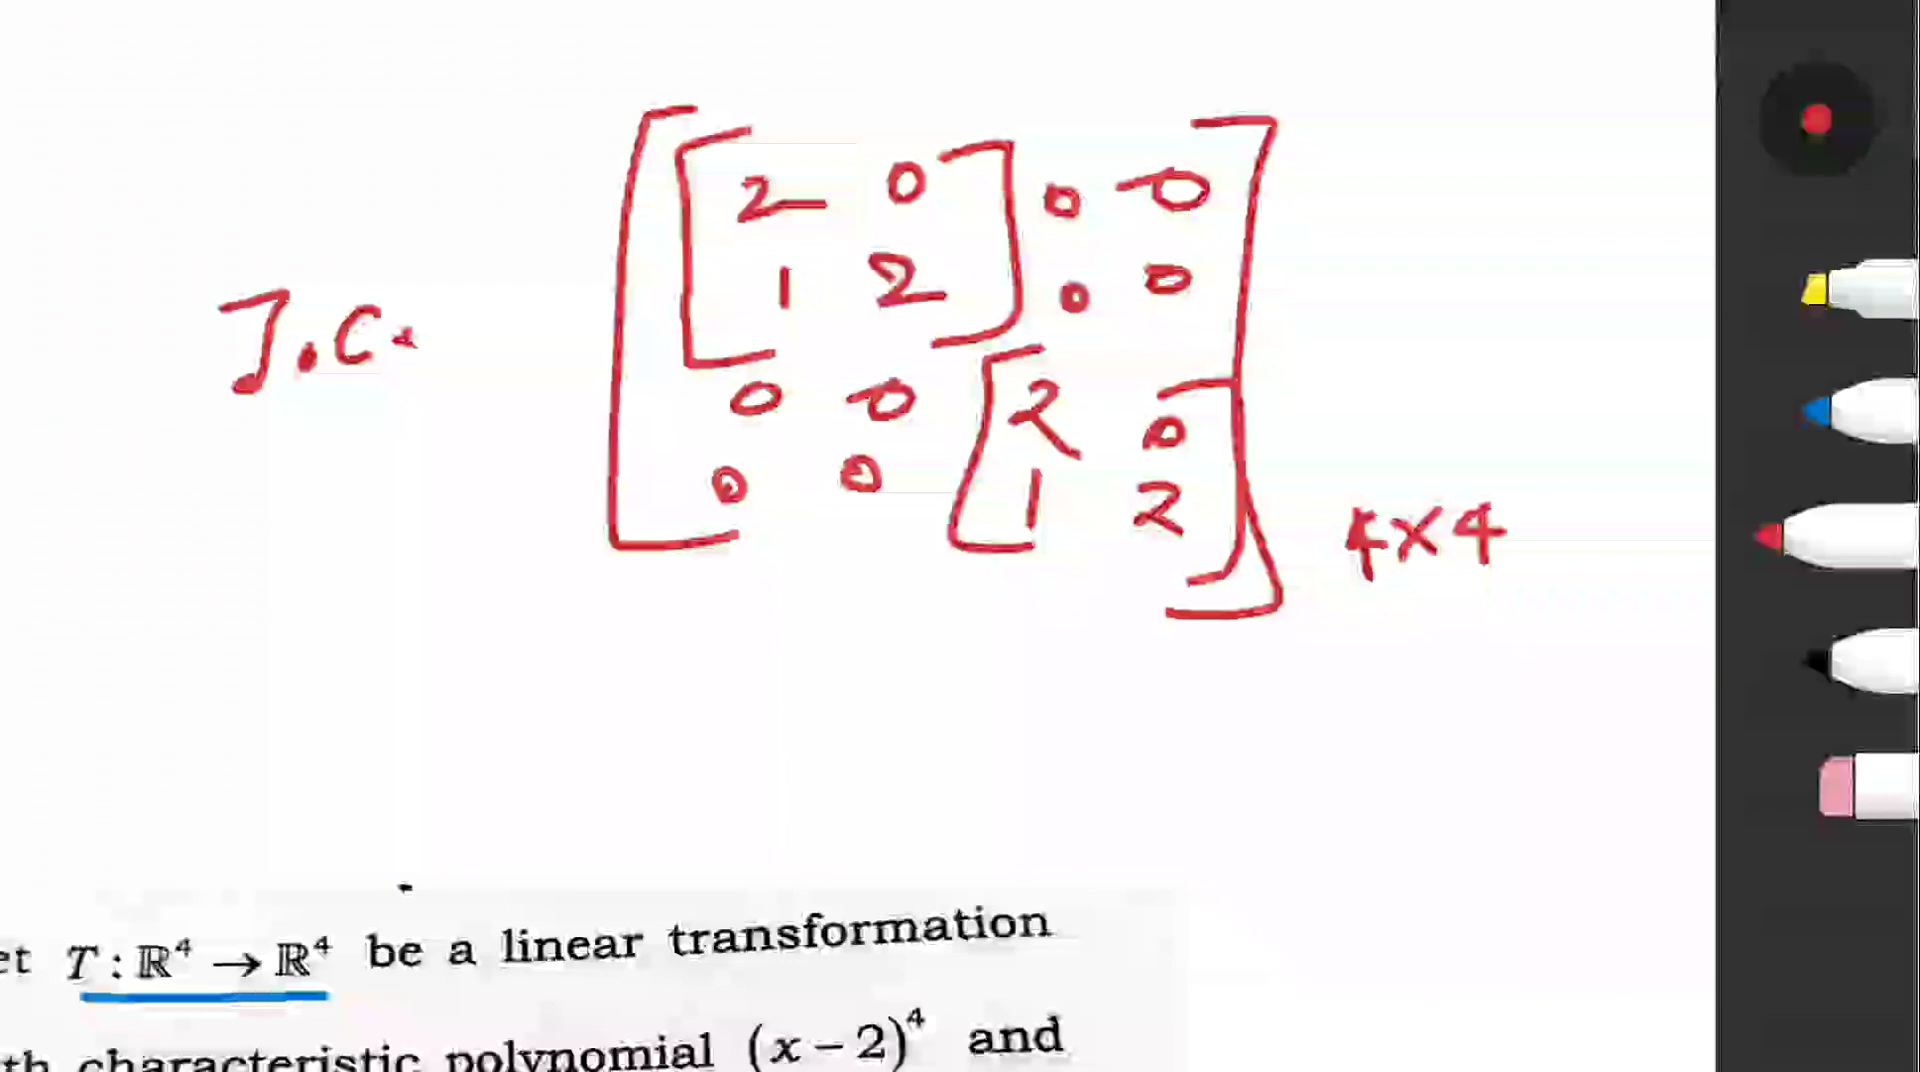 2 0 0 0
1 2 0 0
J.C.
0 0 2 0
0 0 1 2
4×4
et T : ℝ⁴ → ℝ⁴ be a linear transformation
th characteristic polynomial (x – 2)⁴ and